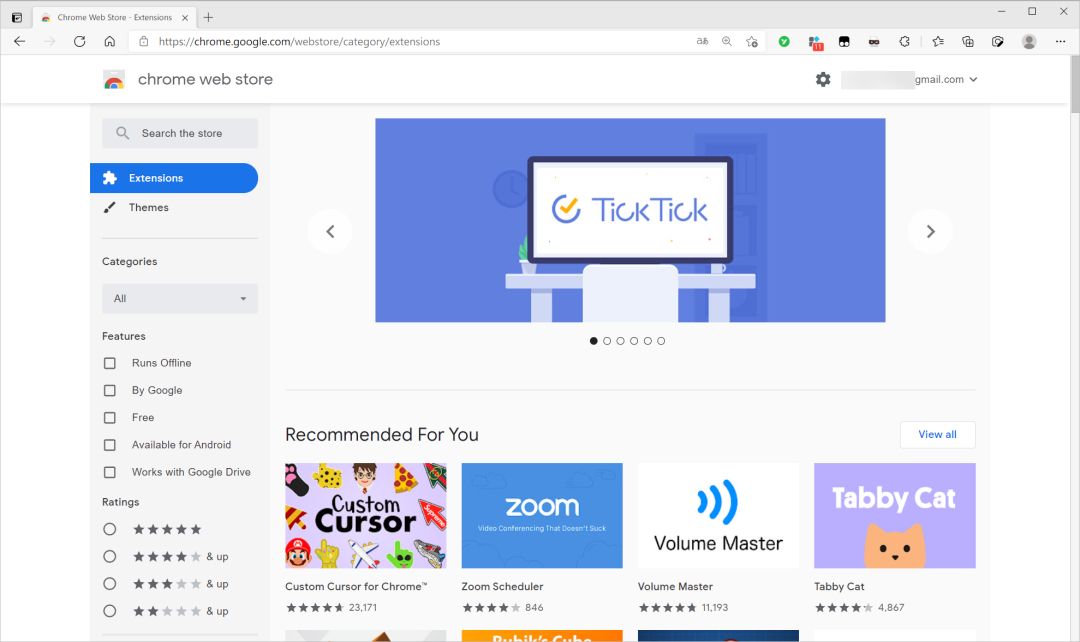 Chrome Web Store - Extensions
https://chrome.google.com/webstore/category/extensions
aあ
11
chrome web store
gmail.com
Search the store
Extensions
Themes
Categories
All
Features
Runs Offline
By Google
Free
Available for Android
Works with Google Drive
Ratings
& up
& up
& up
TickTick
Recommended For You
View all
Custom Cursor
Supreme
zoom
Video Conferencing That Doesn't Suck
Volume Master
Tabby Cat
Custom Cursor for Chrome™
Zoom Scheduler
Volume Master
Tabby Cat
23,171
846
11,193
4,867
Rubik's Cube